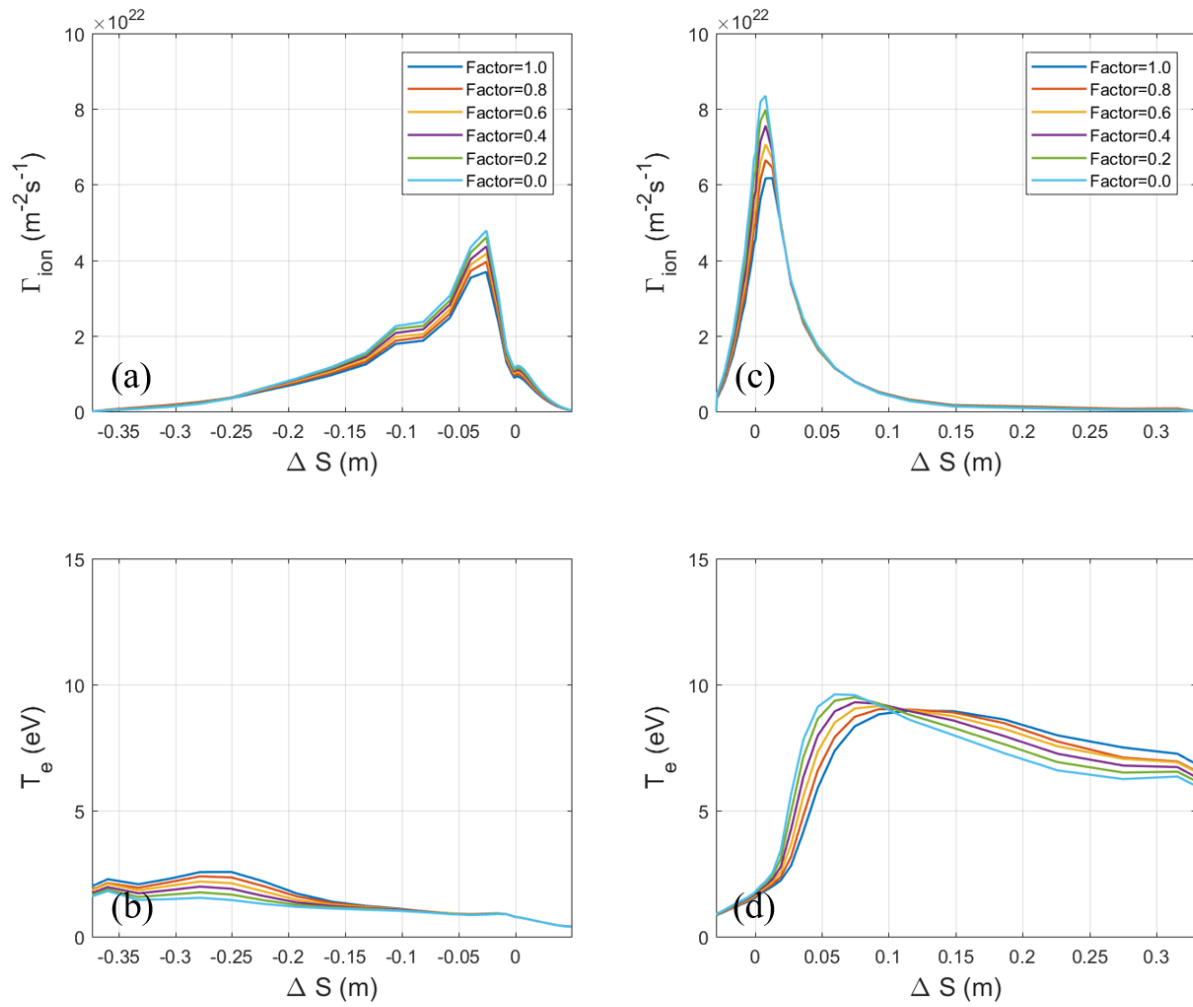 ×10²²
10
8
6
4
2
0
Γ_ion (m⁻²s⁻¹)
Factor=1.0
Factor=0.8
Factor=0.6
Factor=0.4
Factor=0.2
Factor=0.0
(a)
-0.35 -0.3 -0.25 -0.2 -0.15 -0.1 -0.05 0
Δ S (m)
×10²²
10
8
6
4
2
0
Γ_ion (m⁻²s⁻¹)
Factor=1.0
Factor=0.8
Factor=0.6
Factor=0.4
Factor=0.2
Factor=0.0
(c)
0 0.05 0.1 0.15 0.2 0.25 0.3
Δ S (m)
15
10
5
0
T_e (eV)
(b)
-0.35 -0.3 -0.25 -0.2 -0.15 -0.1 -0.05 0
Δ S (m)
15
10
5
0
T_e (eV)
(d)
0 0.05 0.1 0.15 0.2 0.25 0.3
Δ S (m)